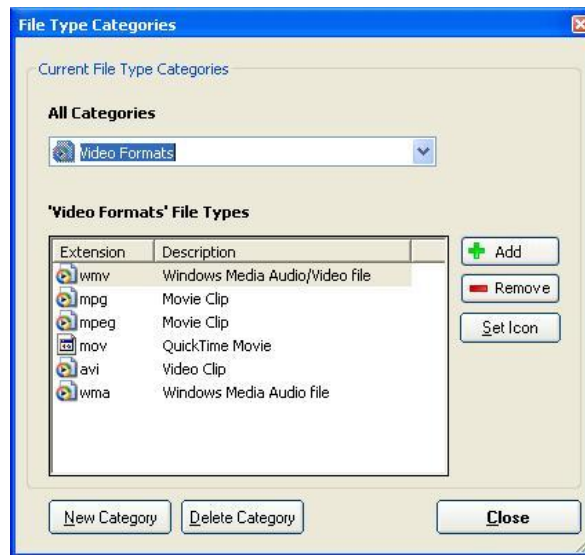 File Type Categories
Current File Type Categories
All Categories
Video Formats
'Video Formats' File Types
Extension Description
wmv Windows Media Audio/Video file
mpg Movie Clip
mpeg Movie Clip
mov QuickTime Movie
avi Video Clip
wma Windows Media Audio file
Add
Remove
Set Icon
New Category Delete Category Close